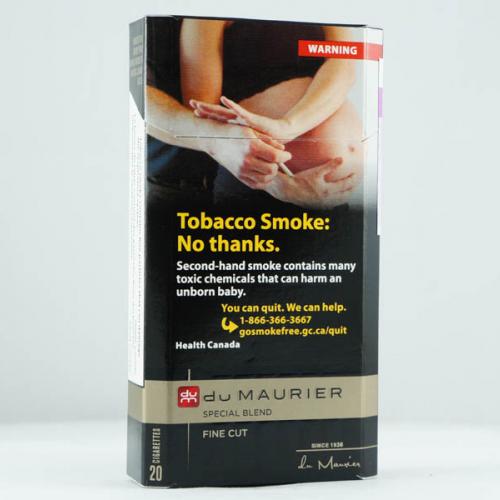 WARNING
Tobacco Smoke:
No thanks.
Second-hand smoke contains many
toxic chemicals that can harm an
unborn baby.
You can quit. We can help.
1-866-366-3667
gosmokefree.gc.ca/quit
Health Canada
dum du MAURIER
SPECIAL BLEND
FINE CUT
20 CIGARETTES
SINCE 1936
du Maurier